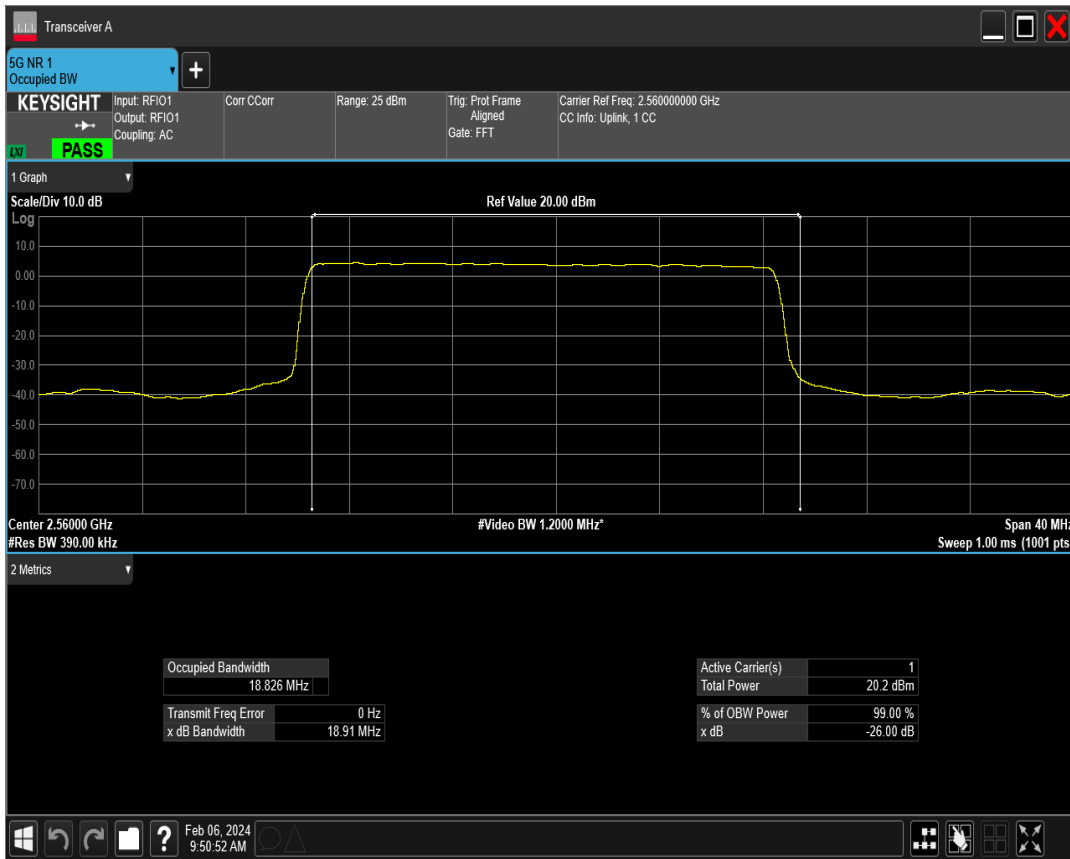 Transceiver A
5G NR 1
Occupied BW
+
KEYSIGHT
LXI
PASS
Input: RFIO1
Output: RFIO1
Coupling: AC
Corr CCorr
Range: 25 dBm
Trig: Prot Frame
Aligned
Gate: FFT
Carrier Ref Freq: 2.560000000 GHz
CC Info: Uplink, 1 CC
1 Graph
Scale/Div 10.0 dB
Ref Value 20.00 dBm
Log
10.0
0.00
-10.0
-20.0
-30.0
-40.0
-50.0
-60.0
-70.0
Center 2.56000 GHz
#Video BW 1.2000 MHz*
Span 40 MHz
#Res BW 390.00 kHz
Sweep 1.00 ms (1001 pts
2 Metrics
Occupied Bandwidth
18.826 MHz
Transmit Freq Error 0 Hz
x dB Bandwidth 18.91 MHz
Active Carrier(s) 1
Total Power 20.2 dBm
% of OBW Power 99.00 %
x dB -26.00 dB
?
Feb 06, 2024
9:50:52 AM